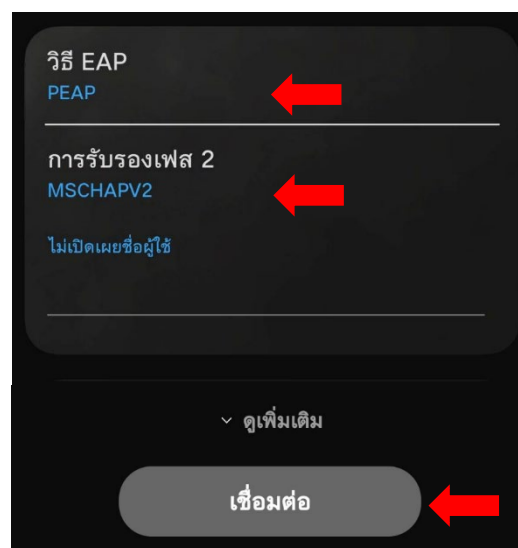 วิธี EAP
PEAP
การรับรองเฟส 2
MSCHAPV2
ไม่เปิดเผยชื่อผู้ใช้
ดูเพิ่มเติม
เชื่อมต่อ